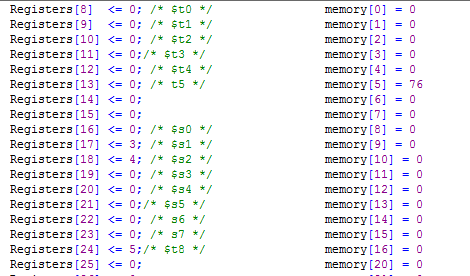 Registers[8] <= 0; /* $t0 */ memory[0] = 0
Registers[9] <= 0; /* $t1 */ memory[1] = 0
Registers[10] <= 0; /* $t2 */ memory[2] = 0
Registers[11] <= 0;/* $t3 */ memory[3] = 0
Registers[12] <= 0; /* $t4 */ memory[4] = 0
Registers[13] <= 0; /* t5 */ memory[5] = 76
Registers[14] <= 0; memory[6] = 0
Registers[15] <= 0; memory[7] = 0
Registers[16] <= 0; /* $s0 */ memory[8] = 0
Registers[17] <= 3; /* $s1 */ memory[9] = 0
Registers[18] <= 4; /* $s2 */ memory[10] = 0
Registers[19] <= 0; /* $s3 */ memory[11] = 0
Registers[20] <= 0; /* $s4 */ memory[12] = 0
Registers[21] <= 0;/* $s5 */ memory[13] = 0
Registers[22] <= 0; /* s6 */ memory[14] = 0
Registers[23] <= 0; /* s7 */ memory[15] = 0
Registers[24] <= 5;/* $t8 */ memory[16] = 0
Registers[25] <= 0; memory[20] = 0